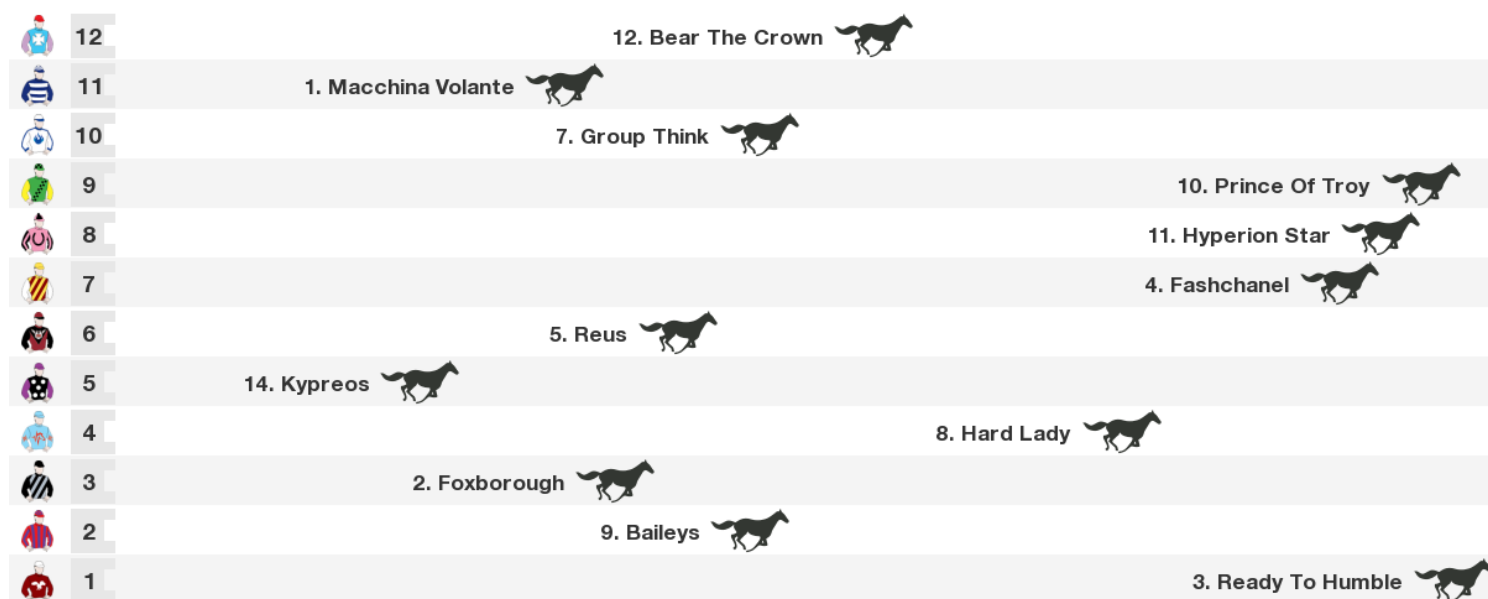 12 12. Bear The Crown
11 1. Macchina Volante
10 7. Group Think
9 10. Prince Of Troy
8 11. Hyperion Star
7 4. Fashchanel
6 5. Reus
5 14. Kypreos
4 8. Hard Lady
3 2. Foxborough
2 9. Baileys
1 3. Ready To Humble